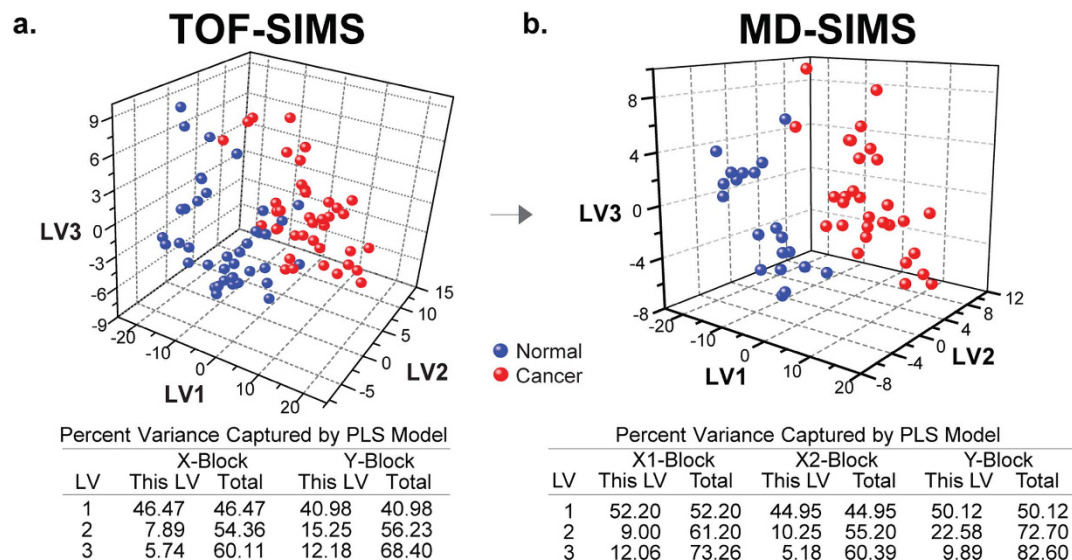 a. TOF-SIMS
9
6
3
0
-3
-6
-9
LV3
-20
-10
0
10
20
LV1
15
10
5
0
-5
LV2
b. MD-SIMS
8
4
0
-4
-8
LV3
-20
-10
0
10
20
LV1
12
8
4
0
-4
-8
LV2
Normal
Cancer
Percent Variance Captured by PLS Model
X-Block Y-Block
LV This LV Total This LV Total
1 46.47 46.47 40.98 40.98
2 7.89 54.36 15.25 56.23
3 5.74 60.11 12.18 68.40
Percent Variance Captured by PLS Model
X1-Block X2-Block Y-Block
LV This LV Total This LV Total This LV Total
1 52.20 52.20 44.95 44.95 50.12 50.12
2 9.00 61.20 10.25 55.20 22.58 72.70
3 12.06 73.26 5.18 60.39 9.89 82.60